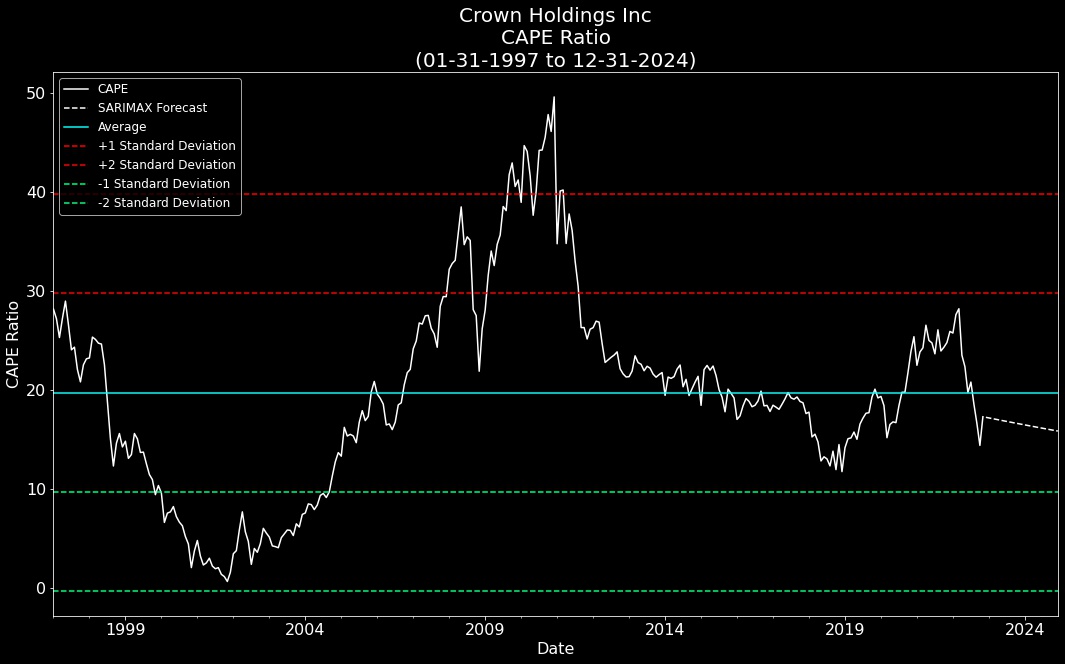 Crown Holdings Inc
CAPE Ratio
(01-31-1997 to 12-31-2024)
CAPE
SARIMAX Forecast
Average
+1 Standard Deviation
+2 Standard Deviation
-1 Standard Deviation
-2 Standard Deviation
50
40
30
20
10
0
CAPE Ratio
1999 2004 2009 2014 2019 2024
Date